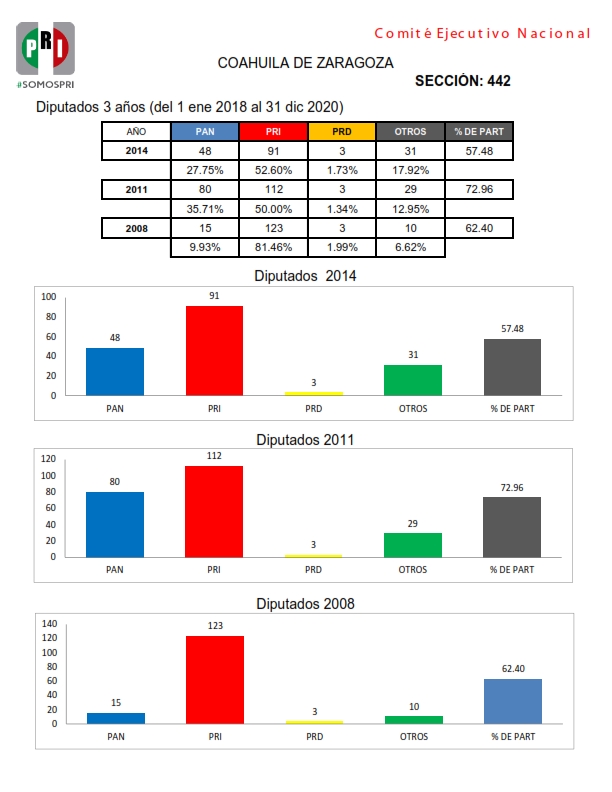 Comité Ejecutivo Nacional
PRI
#SOMOSPRI
COAHUILA DE ZARAGOZA
SECCIÓN: 442
Diputados 3 años (del 1 ene 2018 al 31 dic 2020)
AÑO PAN PRI PRD OTROS % DE PART
2014 48 91 3 31 57.48
27.75% 52.60% 1.73% 17.92%
2011 80 112 3 29 72.96
35.71% 50.00% 1.34% 12.95%
2008 15 123 3 10 62.40
9.93% 81.46% 1.99% 6.62%
Diputados 2014
100
80
60
40
20
0
48
91
3
31
57.48
PAN PRI PRD OTROS % DE PART
Diputados 2011
120
100
80
60
40
20
0
80
112
3
29
72.96
PAN PRI PRD OTROS % DE PART
Diputados 2008
140
120
100
80
60
40
20
0
15
123
3
10
62.40
PAN PRI PRD OTROS % DE PART